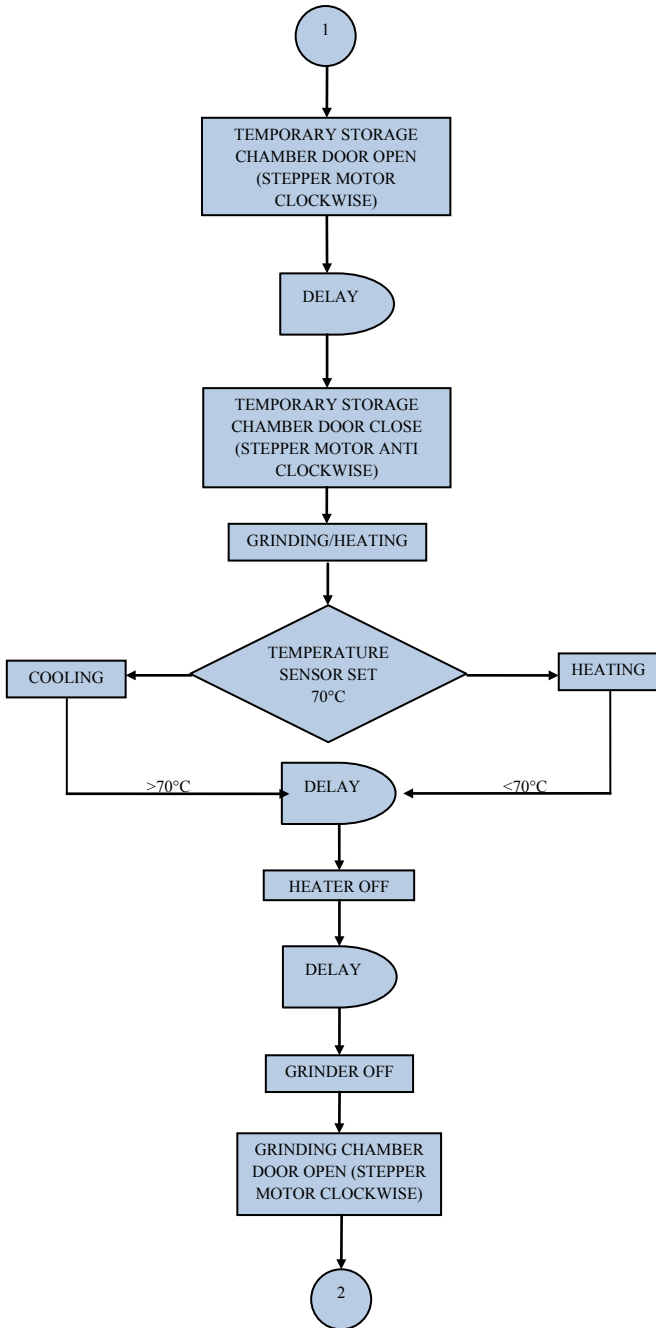 1
TEMPORARY STORAGE
CHAMBER DOOR OPEN
(STEPPER MOTOR
CLOCKWISE)
DELAY
TEMPORARY STORAGE
CHAMBER DOOR CLOSE
(STEPPER MOTOR ANTI
CLOCKWISE)
GRINDING/HEATING
TEMPERATURE
SENSOR SET
70°C
COOLING
HEATING
>70°C
DELAY
<70°C
HEATER OFF
DELAY
GRINDER OFF
GRINDING CHAMBER
DOOR OPEN (STEPPER
MOTOR CLOCKWISE)
2